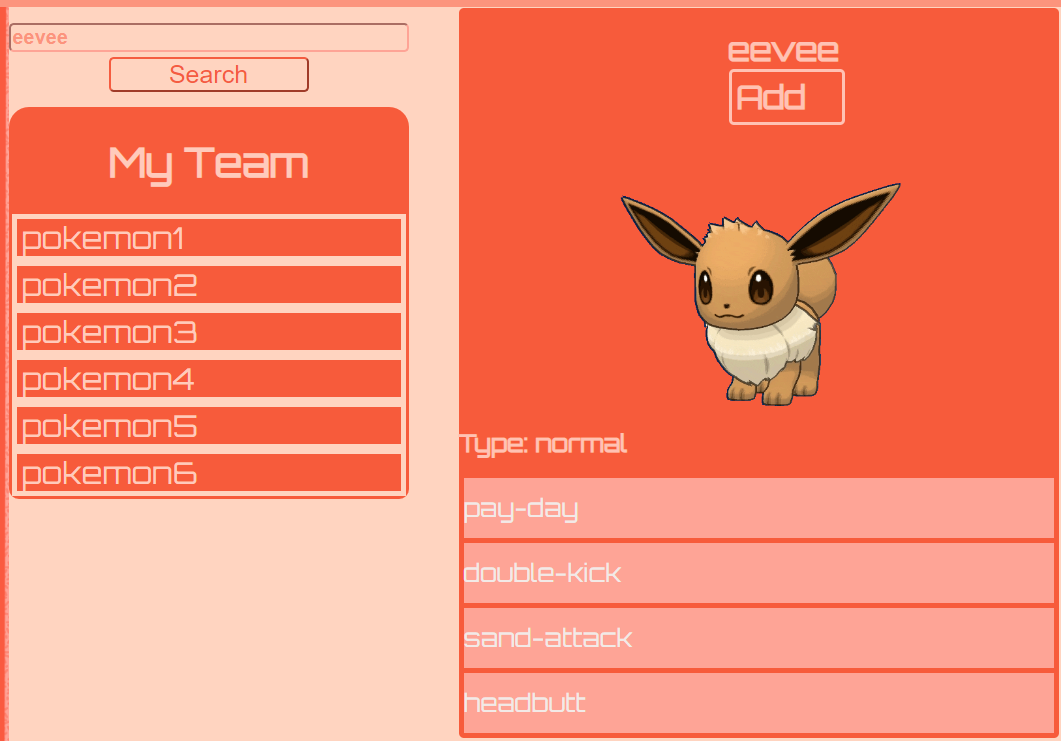 eevee
Search
My Team
pokemon1
pokemon2
pokemon3
pokemon4
pokemon5
pokemon6
eevee
Add
Type: normal
pay-day
double-kick
sand-attack
headbutt